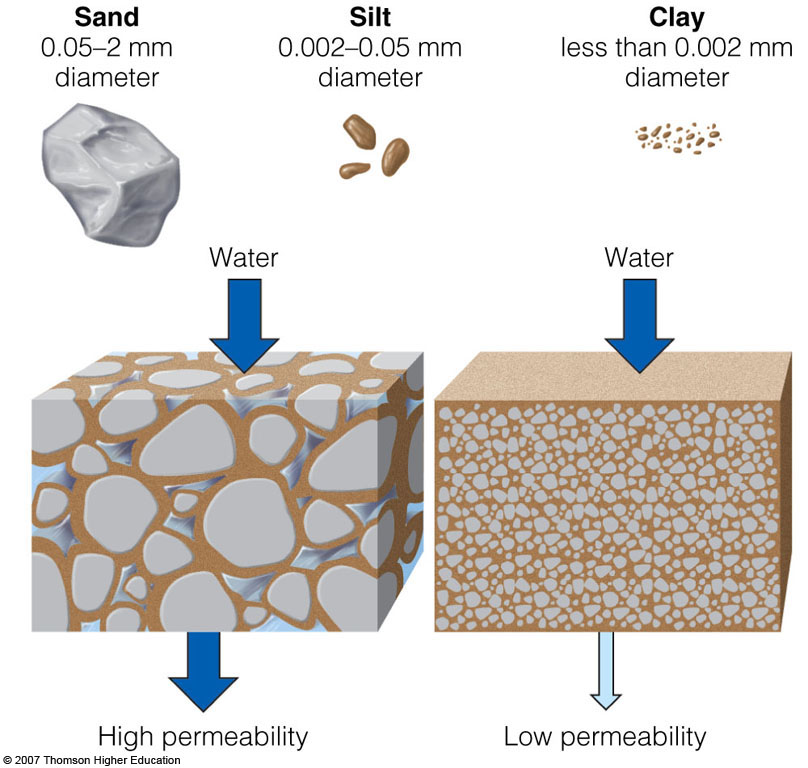 Sand
0.05–2 mm
diameter
Silt
0.002–0.05 mm
diameter
Clay
less than 0.002 mm
diameter
Water
Water
High permeability
Low permeability
© 2007 Thomson Higher Education